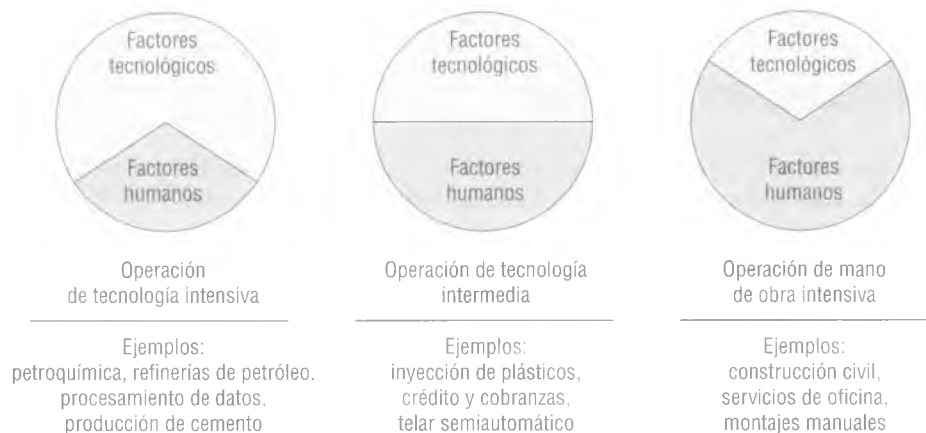 Factores
tecnológicos
Factores
humanos
Operación
de tecnología intensiva
Ejemplos:
petroquímica, refinerías de petróleo,
procesamiento de datos,
producción de cemento
Factores
tecnológicos
Factores
humanos
Operación de tecnología
intermedia
Ejemplos:
inyección de plásticos,
crédito y cobranzas,
telar semiautomático
Factores
tecnológicos
Factores
humanos
Operación de mano
de obra intensiva
Ejemplos:
construcción civil,
servicios de oficina,
montajes manuales